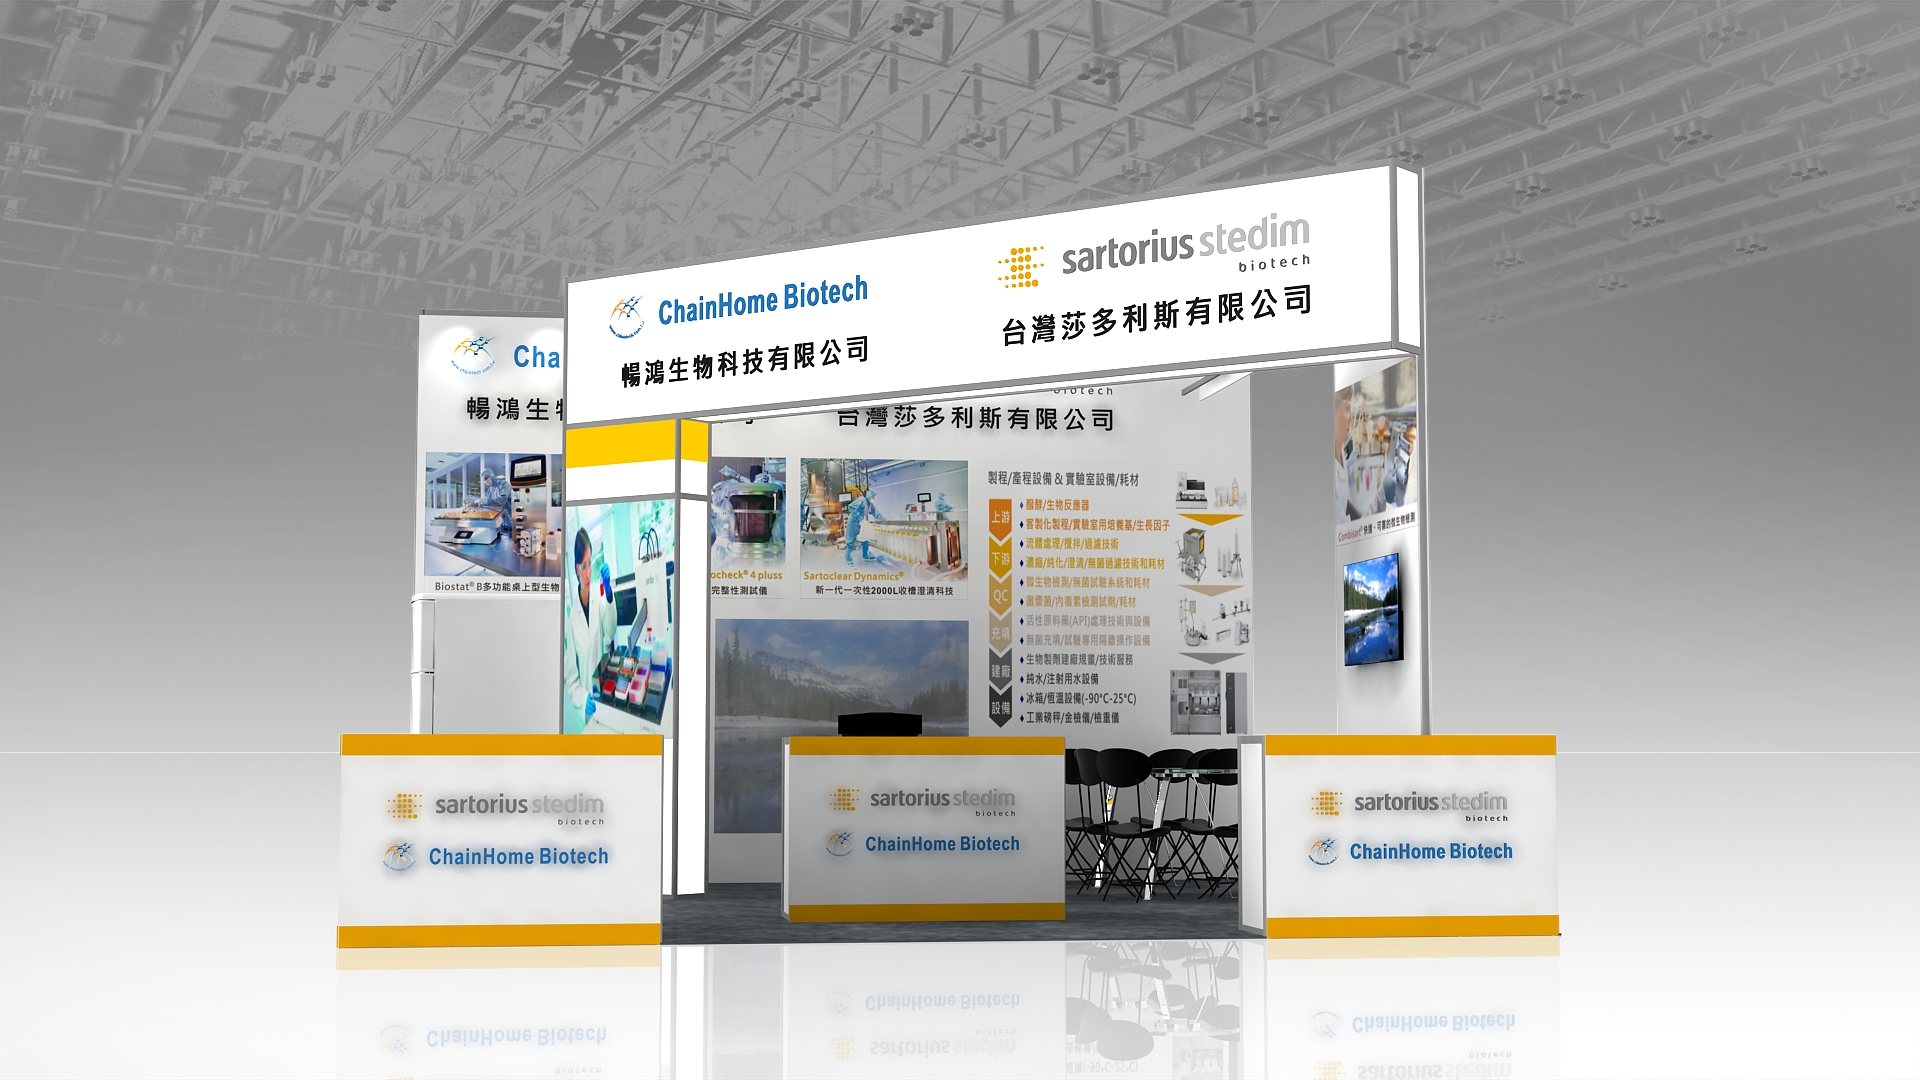 ChainHome Biotech
暢鴻生物科技有限公司
sartorius stedim
biotech
台灣莎多利斯有限公司
Cha
暢鴻生
Biostat® B多功能桌上型生物
biotech
台灣莎多利斯有限公司
ocheck® 4 pluss
完整性測試儀
Sartoclear Dynamics®
新一代一次性2000L收槽澄清科技
製程/產程設備 & 實驗室設備/耗材
上游
下游
QC
充填
建廠
設備
♦醱酵/生物反應器
♦客製化製程/實驗室用培養基/生長因子
♦流體處理/攪拌/過濾技術
♦濃縮/純化/澄清/無菌過濾技術和耗材
♦微生物檢測/無菌試驗系統和耗材
♦黴漿菌/內毒素檢測試劑/耗材
♦活性原料藥(API)處理技術與設備
♦無菌充填/試驗專用隔離操作設備
♦生物製劑建廠規畫/技術服務
♦純水/注射用水設備
♦冰箱/恆溫設備(-90°C-25°C)
♦工業磅秤/金檢儀/檢重儀
Combisart® 快速、可靠的微生物檢測
sartorius stedim
biotech
ChainHome Biotech
sartorius stedim
biotech
ChainHome Biotech
sartorius stedim
biotech
ChainHome Biotech